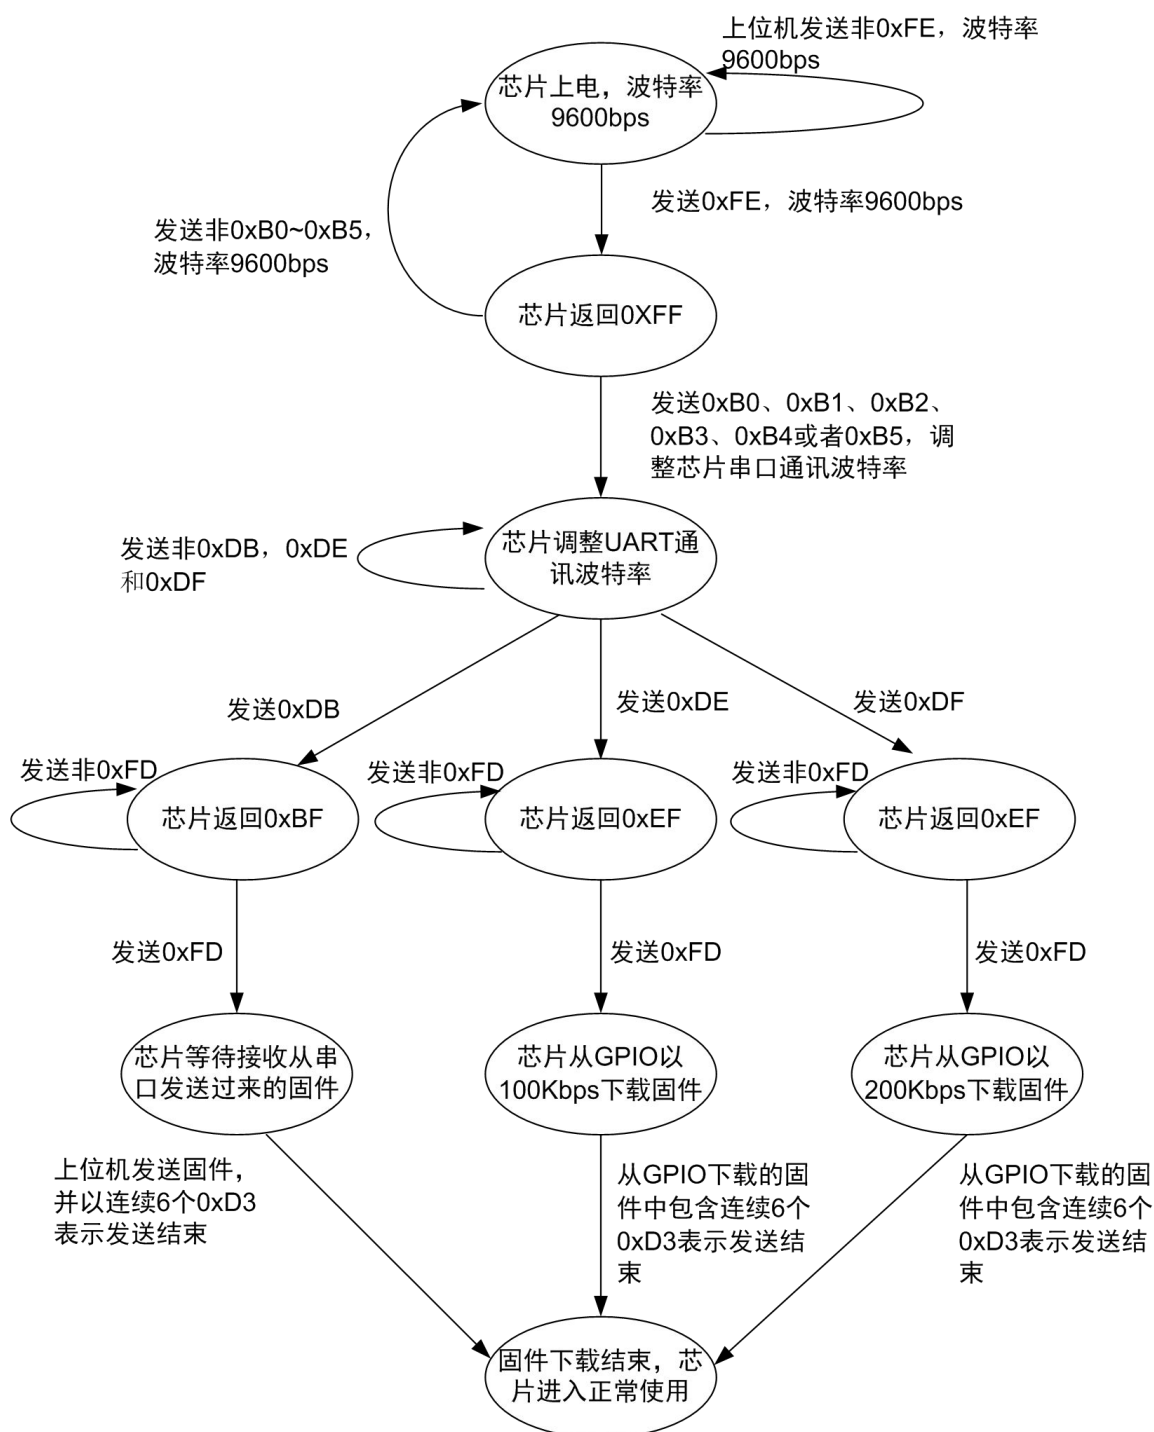 上位机发送非0xFE，波特率
9600bps
芯片上电，波特率
9600bps
发送0xFE，波特率9600bps
发送非0xB0~0xB5，
波特率9600bps
芯片返回0XFF
发送0xB0、0xB1、0xB2、
0xB3、0xB4或者0xB5，调
整芯片串口通讯波特率
发送非0xDB，0xDE
和0xDF
芯片调整UART通
讯波特率
发送0xDB
发送0xDE
发送0xDF
发送非0xFD
发送非0xFD
发送非0xFD
芯片返回0xBF
芯片返回0xEF
芯片返回0xEF
发送0xFD
发送0xFD
发送0xFD
芯片等待接收从串
口发送过来的固件
芯片从GPIO以
100Kbps下载固件
芯片从GPIO以
200Kbps下载固件
上位机发送固件，
并以连续6个0xD3
表示发送结束
从GPIO下载的固
件中包含连续6个
0xD3表示发送结
束
从GPIO下载的固
件中包含连续6个
0xD3表示发送结
束
固件下载结束，芯
片进入正常使用